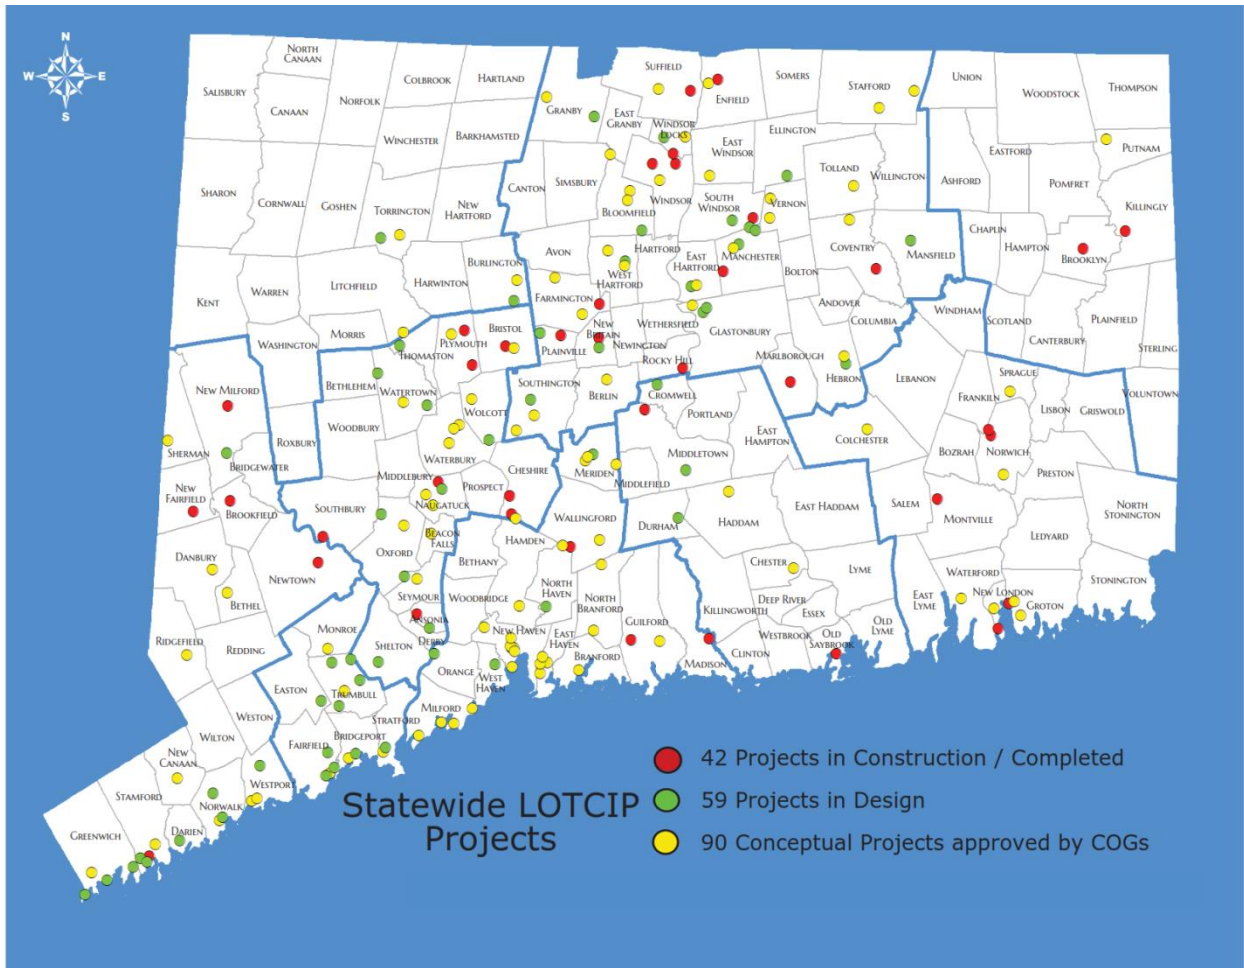 N
W E
S
NORTH
CANAAN
SUFFIELD
SOMERS
UNION
COLBROOK
HARTLAND
STAFFORD
THOMPSON
SALISBURY
WOODSTOCK
NORFOLK
ENFIELD
CANAAN
GRANBY
EAST
GRANBY
WINDSOR
LOCKS
ELLINGTON
WINCHESTER
BARKHAMSTED
EAST
WINDSOR
PUTNAM
EASTFORD
TOLLAND
WILLINGTON
ASHFORD
POMFRET
SHARON
CORNWALL
GOSHEN
TORRINGTON
NEW
HARTFORD
CANTON
SIMSBURY
BLOOMFIELD
WINDSOR
SOUTH
WINDSOR
VERNON
KILLINGLY
CHAPLIN
HAMPTON
BROOKLYN
COVENTRY
MANSFIELD
AVON
HARTFORD
WEST
HARTFORD
EAST
HARTFORD
MANCHESTER
BOLTON
BURLINGTON
KENT
WARREN
LITCHFIELD
HARWINTON
FARMINGTON
ANDOVER
COLUMBIA
WINDHAM
SCOTLAND
PLAINFIELD
CANTERBURY
STERLING
MORRIS
WASHINGTON
PLYMOUTH
BRISTOL
NEW
BRITAIN
WETHERSFIELD
NEWINGTON
GLASTONBURY
PLAINVILLE
THOMASTON
ROCKY HILL
MARLBOROUGH
HEBRON
LEBANON
SPRAGUE
NEW MILFORD
BETHLEHEM
WATERTOWN
SOUTHINGTON
BERLIN
CROMWELL
PORTLAND
FRANKILN
LISBON
GRISWOLD
VOLUNTOWN
WOLCOTT
WOODBURY
ROXBURY
EAST
HAMPTON
COLCHESTER
SHERMAN
BRIDGEWATER
WATERBURY
CHESHIRE
MERIDEN
MIDDLETOWN
BOZRAH
NORWICH
PRESTON
MIDDLEBURY
PROSPECT
MIDDLEFIELD
NEW
FAIRFIELD
BROOKFIELD
SOUTHBURY
NAUGATUCK
WALLINGFORD
DURHAM
HADDAM
EAST HADDAM
SALEM
MONTVILLE
NORTH
STONINGTON
BEACON
FALLS
HAMDEN
LEDYARD
DANBURY
OXFORD
BETHANY
NEWTOWN
CHESTER
LYME
WATERFORD
STONINGTON
BETHEL
SEYMOUR
WOODBRIDGE
NORTH
HAVEN
NORTH
BRANFORD
GUILFORD
KILLINGWORTH
DEEP RIVER
ESSEX
EAST
LYME
NEW LONDON
GROTON
ANSONIA
DERBY
NEW HAVEN
EAST
HAVEN
BRANFORD
WESTBROOK
OLD
SAYBROOK
OLD
LYME
CLINTON
MADISON
RIDGEFIELD
REDDING
MONROE
SHELTON
ORANGE
WEST
HAVEN
EASTON
TRUMBULL
MILFORD
STRATFORD
WESTON
WILTON
BRIDGEPORT
FAIRFIELD
NEW
CANAAN
WESTPORT
STAMFORD
NORWALK
DARIEN
GREENWICH
Statewide LOTCIP
Projects
42 Projects in Construction / Completed
59 Projects in Design
90 Conceptual Projects approved by COGs